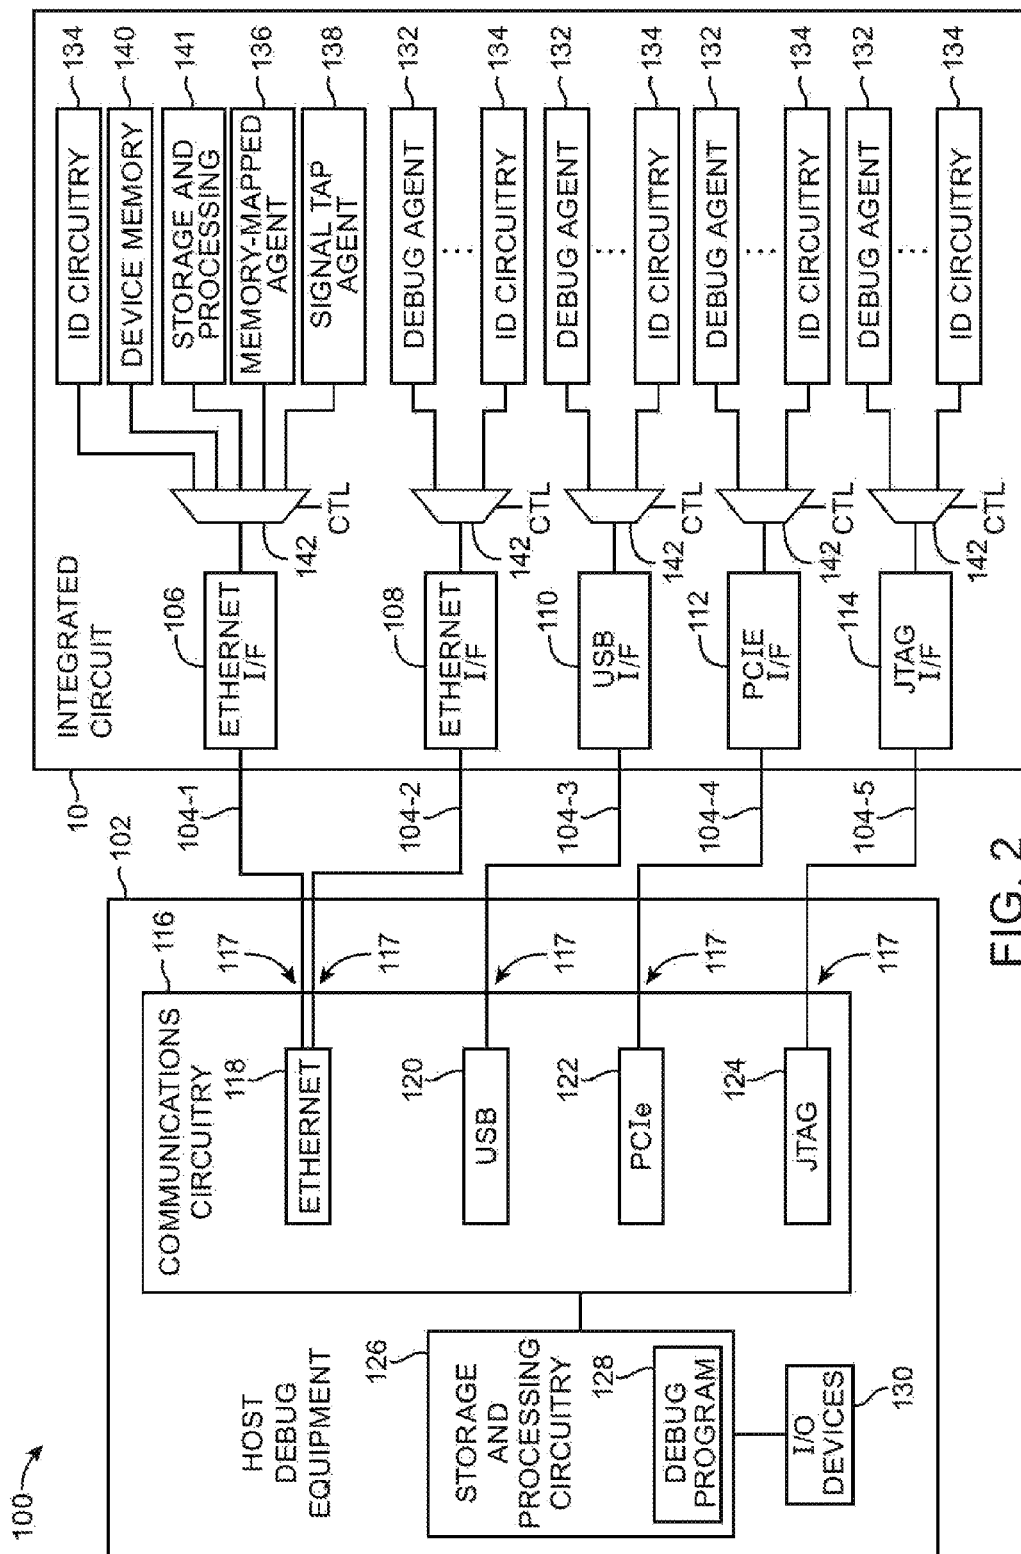 100
HOST
DEBUG
EQUIPMENT
102
COMMUNICATIONS
CIRCUITRY
116
126
STORAGE
AND
PROCESSING
CIRCUITRY
128
DEBUG
PROGRAM
I/O
DEVICES
130
118
ETHERNET
120
USB
122
PCIe
124
JTAG
117
117
117
117
117
104-1
104-2
104-3
104-4
104-5
10
INTEGRATED
CIRCUIT
106
ETHERNET
I/F
108
ETHERNET
I/F
110
USB
I/F
112
PCIE
I/F
114
JTAG
I/F
142
CTL
142
CTL
142
CTL
142
CTL
142
CTL
ID CIRCUITRY
134
DEVICE MEMORY
140
STORAGE AND
PROCESSING
141
MEMORY-MAPPED
AGENT
136
SIGNAL TAP
AGENT
138
DEBUG AGENT
132
ID CIRCUITRY
134
DEBUG AGENT
132
ID CIRCUITRY
134
DEBUG AGENT
132
ID CIRCUITRY
134
DEBUG AGENT
132
ID CIRCUITRY
134
FIG. 2